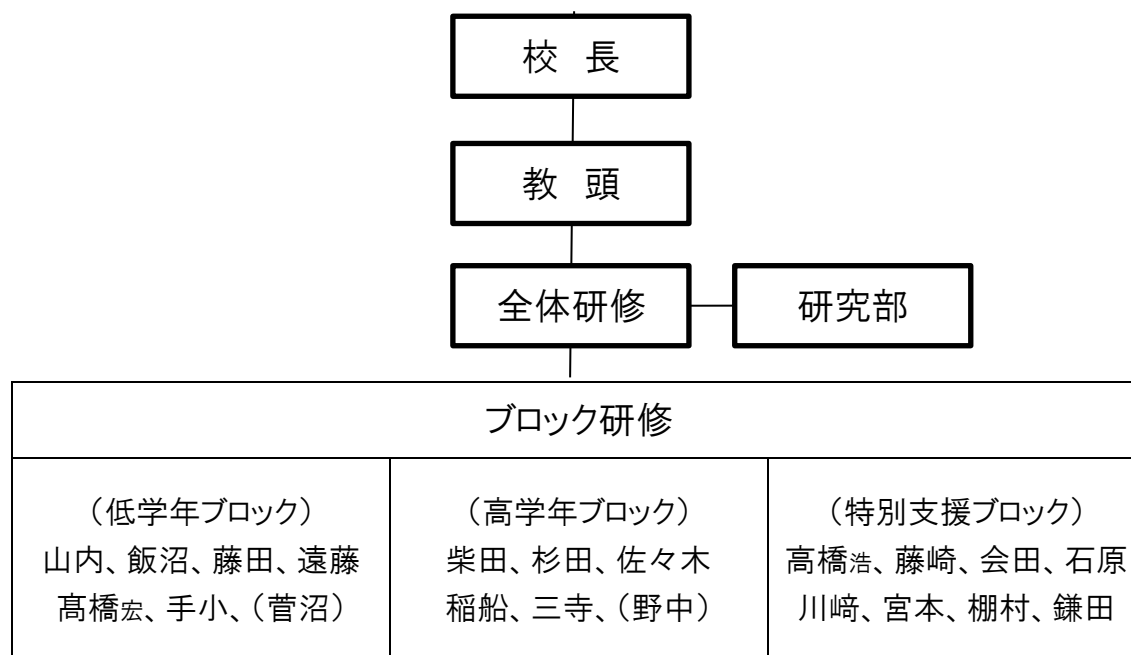 校 長
教 頭
全体研修
研究部
ブロック研修
（低学年ブロック）
山内、飯沼、藤田、遠藤
髙橋宏、手小、（菅沼）
（高学年ブロック）
柴田、杉田、佐々木
稲船、三寺、（野中）
（特別支援ブロック）
高橋浩、藤崎、会田、石原
川﨑、宮本、棚村、鎌田